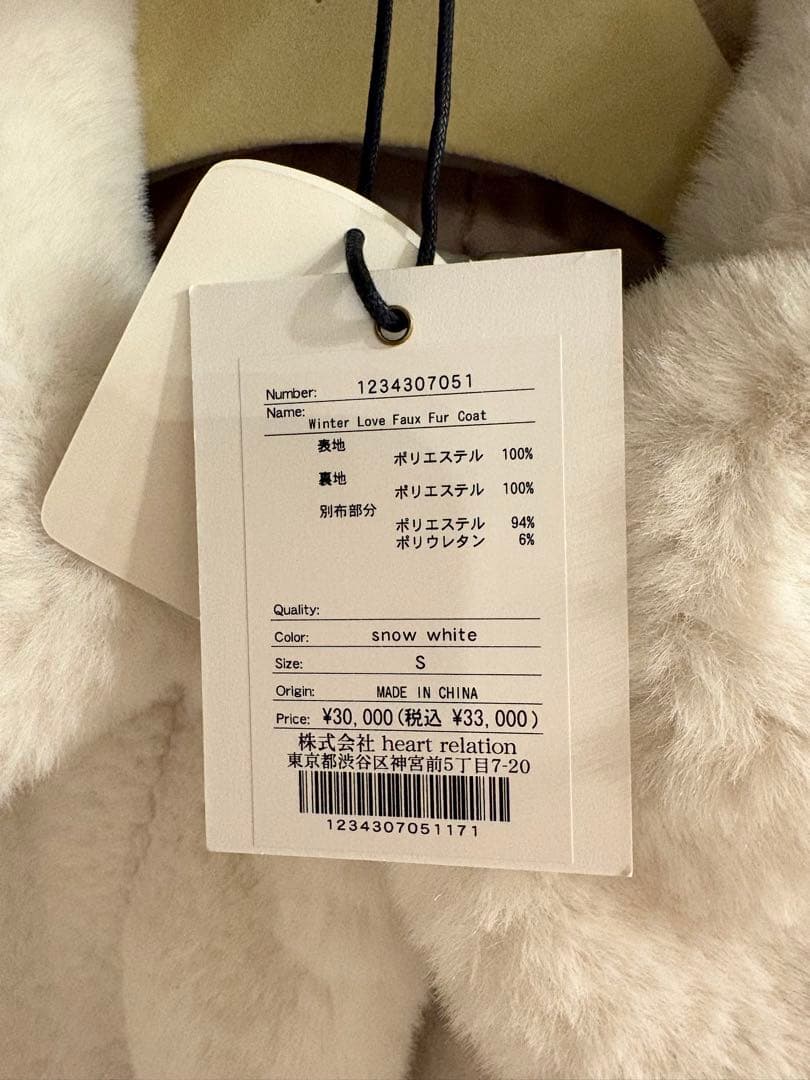 Number: 1234307051
Name: Winter Love Faux Fur Coat
表地
ポリエステル 100%
裏地
ポリエステル 100%
別布部分
ポリエステル 94%
ポリウレタン 6%
Quality:
Color: snow white
Size: S
Origin: MADE IN CHINA
Price: ¥30,000(税込 ¥33,000)
株式会社 heart relation
東京都渋谷区神宮前5丁目7-20
1234307051171